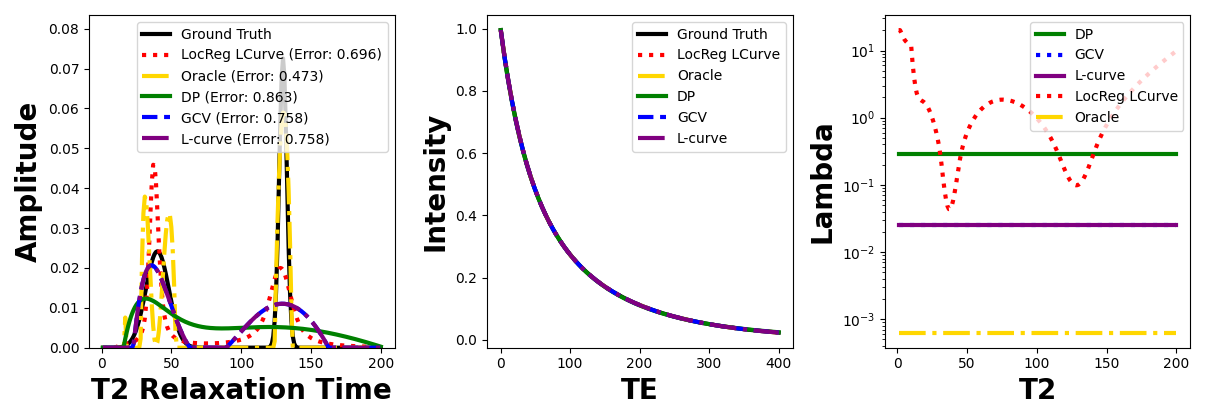 Amplitude
0.08
0.07
0.06
0.05
0.04
0.03
0.02
0.01
0.00
0
50
100
150
200
T2 Relaxation Time
Ground Truth
LocReg LCurve (Error: 0.696)
Oracle (Error: 0.473)
DP (Error: 0.863)
GCV (Error: 0.758)
L-curve (Error: 0.758)
Intensity
1.0
0.8
0.6
0.4
0.2
0.0
0
100
200
300
400
TE
Ground Truth
LocReg LCurve
Oracle
DP
GCV
L-curve
Lambda
10¹
10⁰
10⁻¹
10⁻²
10⁻³
0
50
100
150
200
T2
DP
GCV
L-curve
LocReg LCurve
Oracle